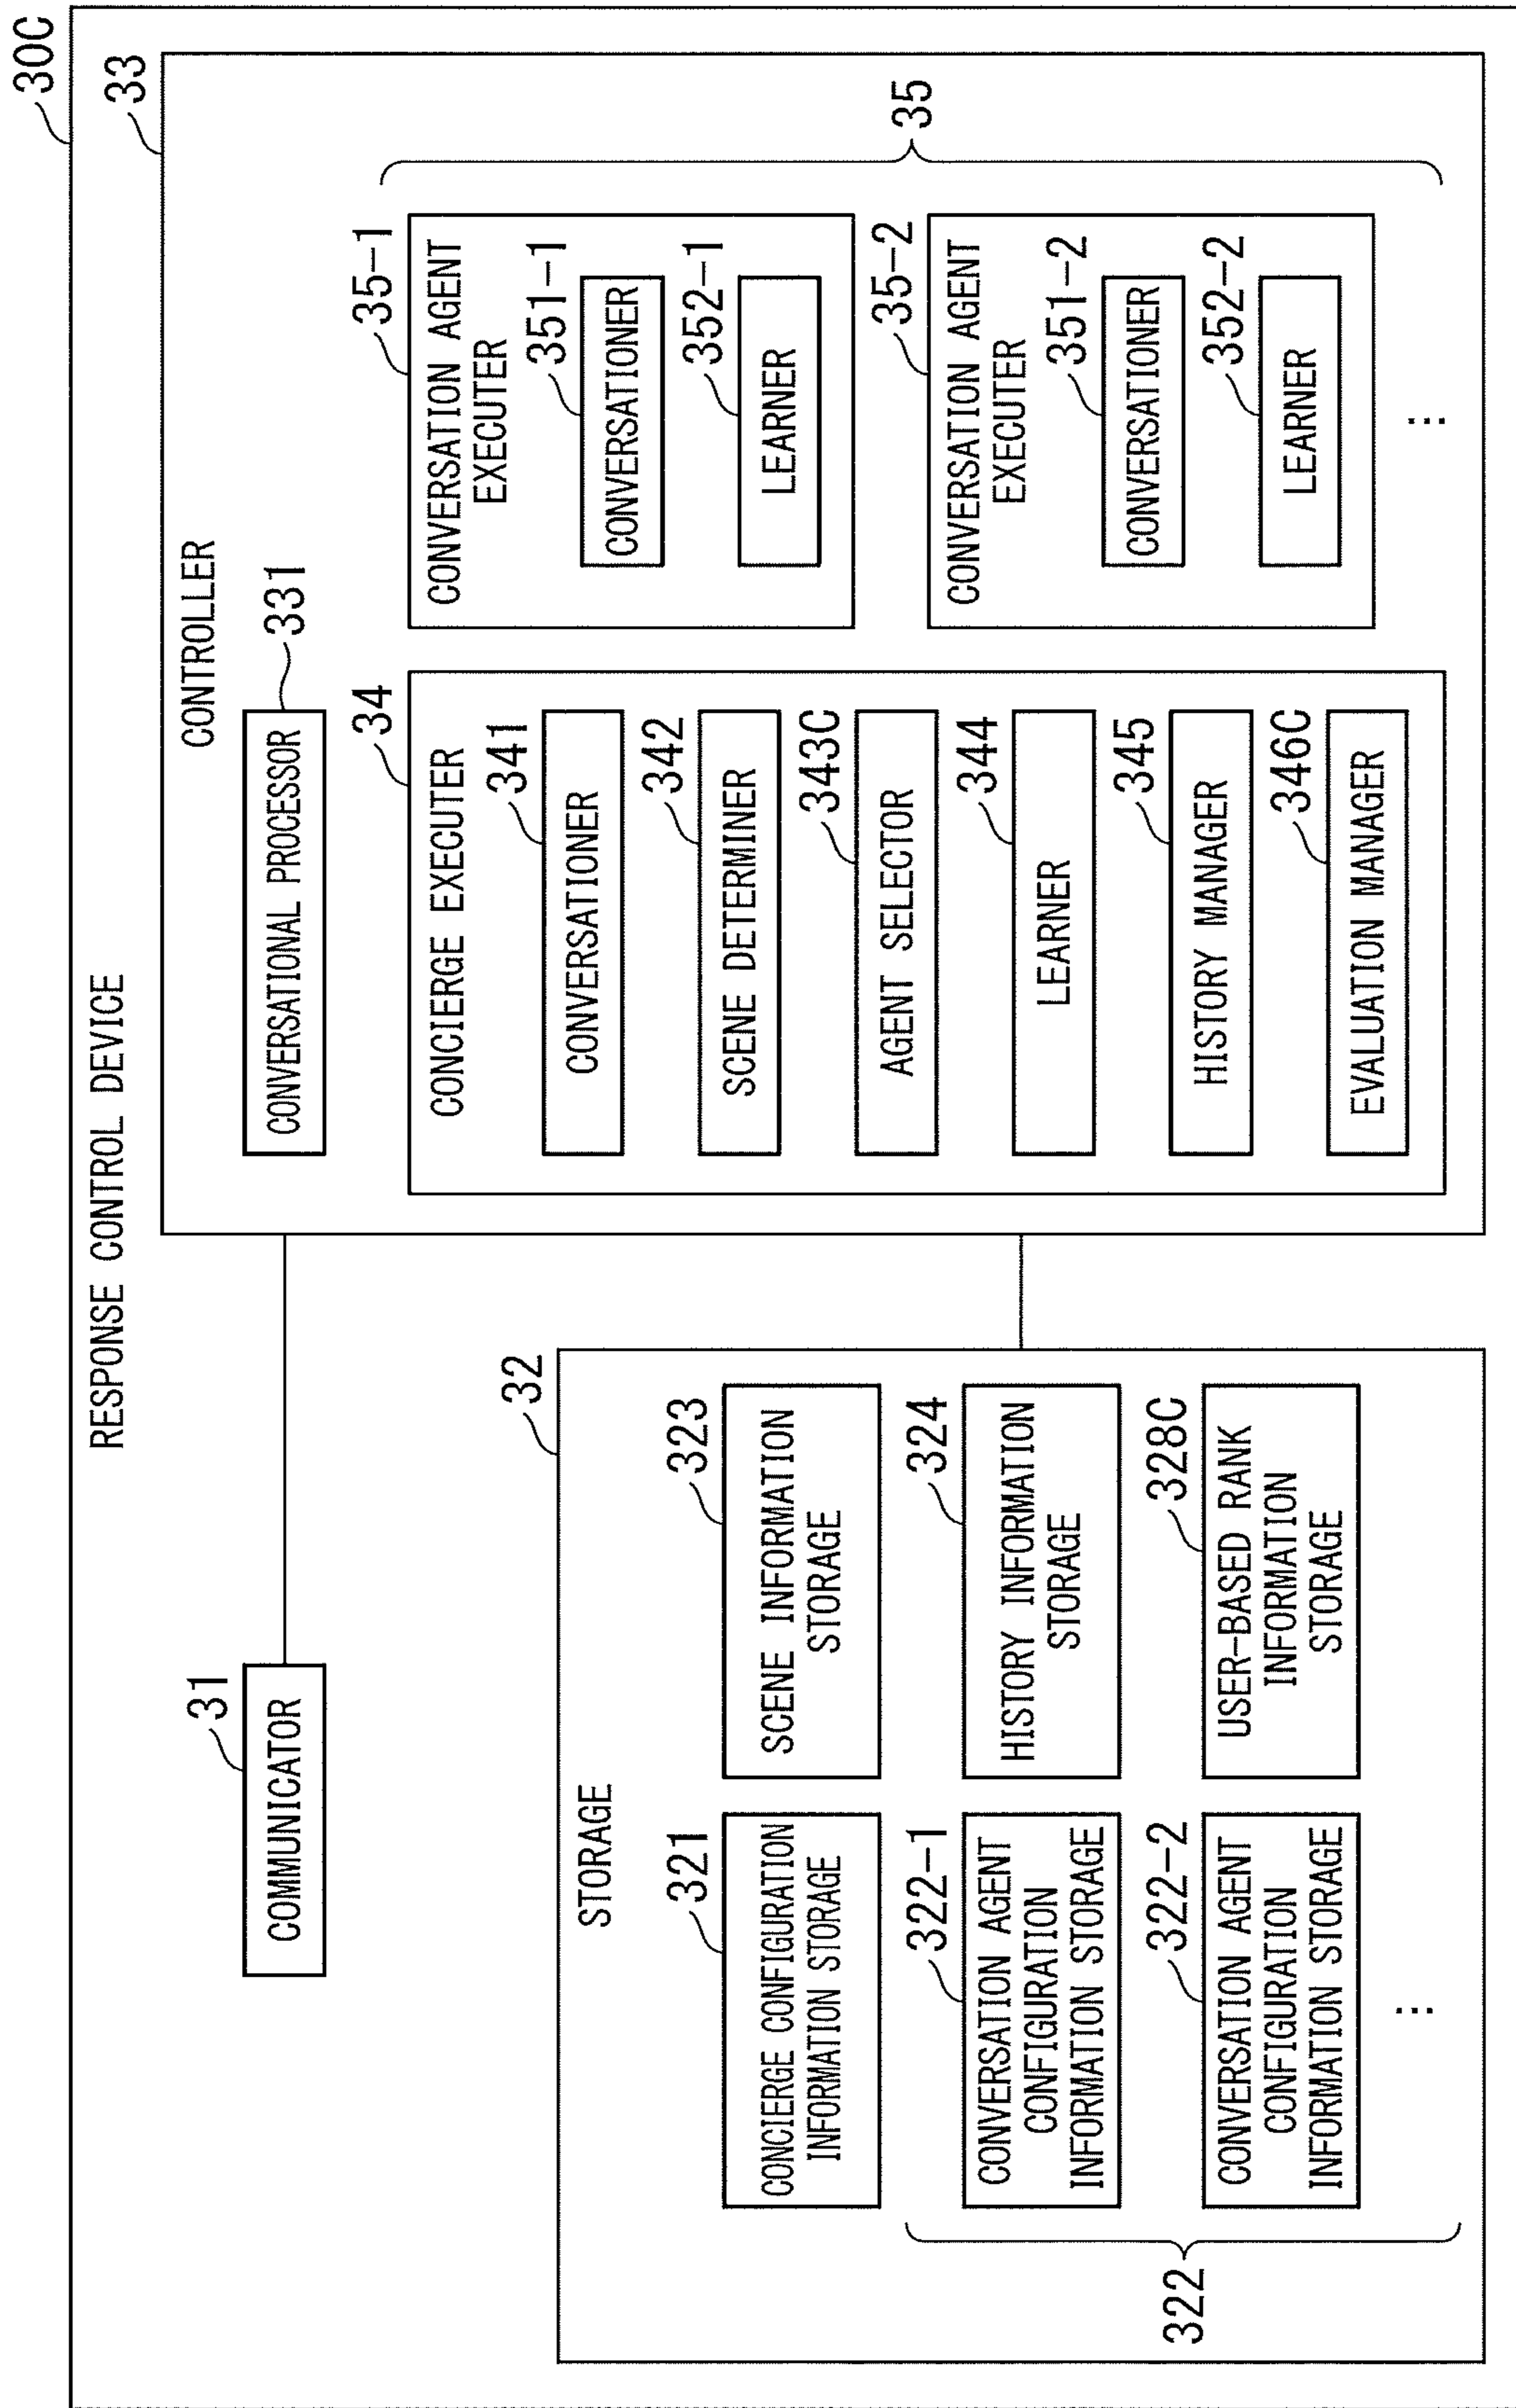 30C
RESPONSE CONTROL DEVICE
31
COMMUNICATOR
32
STORAGE
321
CONCIERGE CONFIGURATION
INFORMATION STORAGE
323
SCENE INFORMATION
STORAGE
322-1
CONVERSATION AGENT
CONFIGURATION
INFORMATION STORAGE
324
HISTORY INFORMATION
STORAGE
322-2
CONVERSATION AGENT
CONFIGURATION
INFORMATION STORAGE
328C
USER-BASED RANK
INFORMATION
STORAGE
...
322
33
CONTROLLER
331
CONVERSATIONAL PROCESSOR
34
CONCIERGE EXECUTER
341
CONVERSATIONER
342
SCENE DETERMINER
343C
AGENT SELECTOR
344
LEARNER
345
HISTORY MANAGER
346C
EVALUATION MANAGER
35-1
CONVERSATION AGENT
EXECUTER
351-1
CONVERSATIONER
352-1
LEARNER
35-2
CONVERSATION AGENT
EXECUTER
351-2
CONVERSATIONER
352-2
LEARNER
...
35